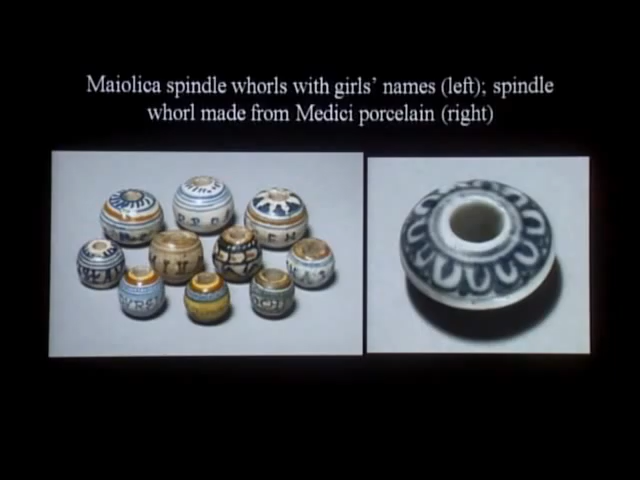 Maiolica spindle whorls with girls' names (left); spindle
whorl made from Medici porcelain (right)